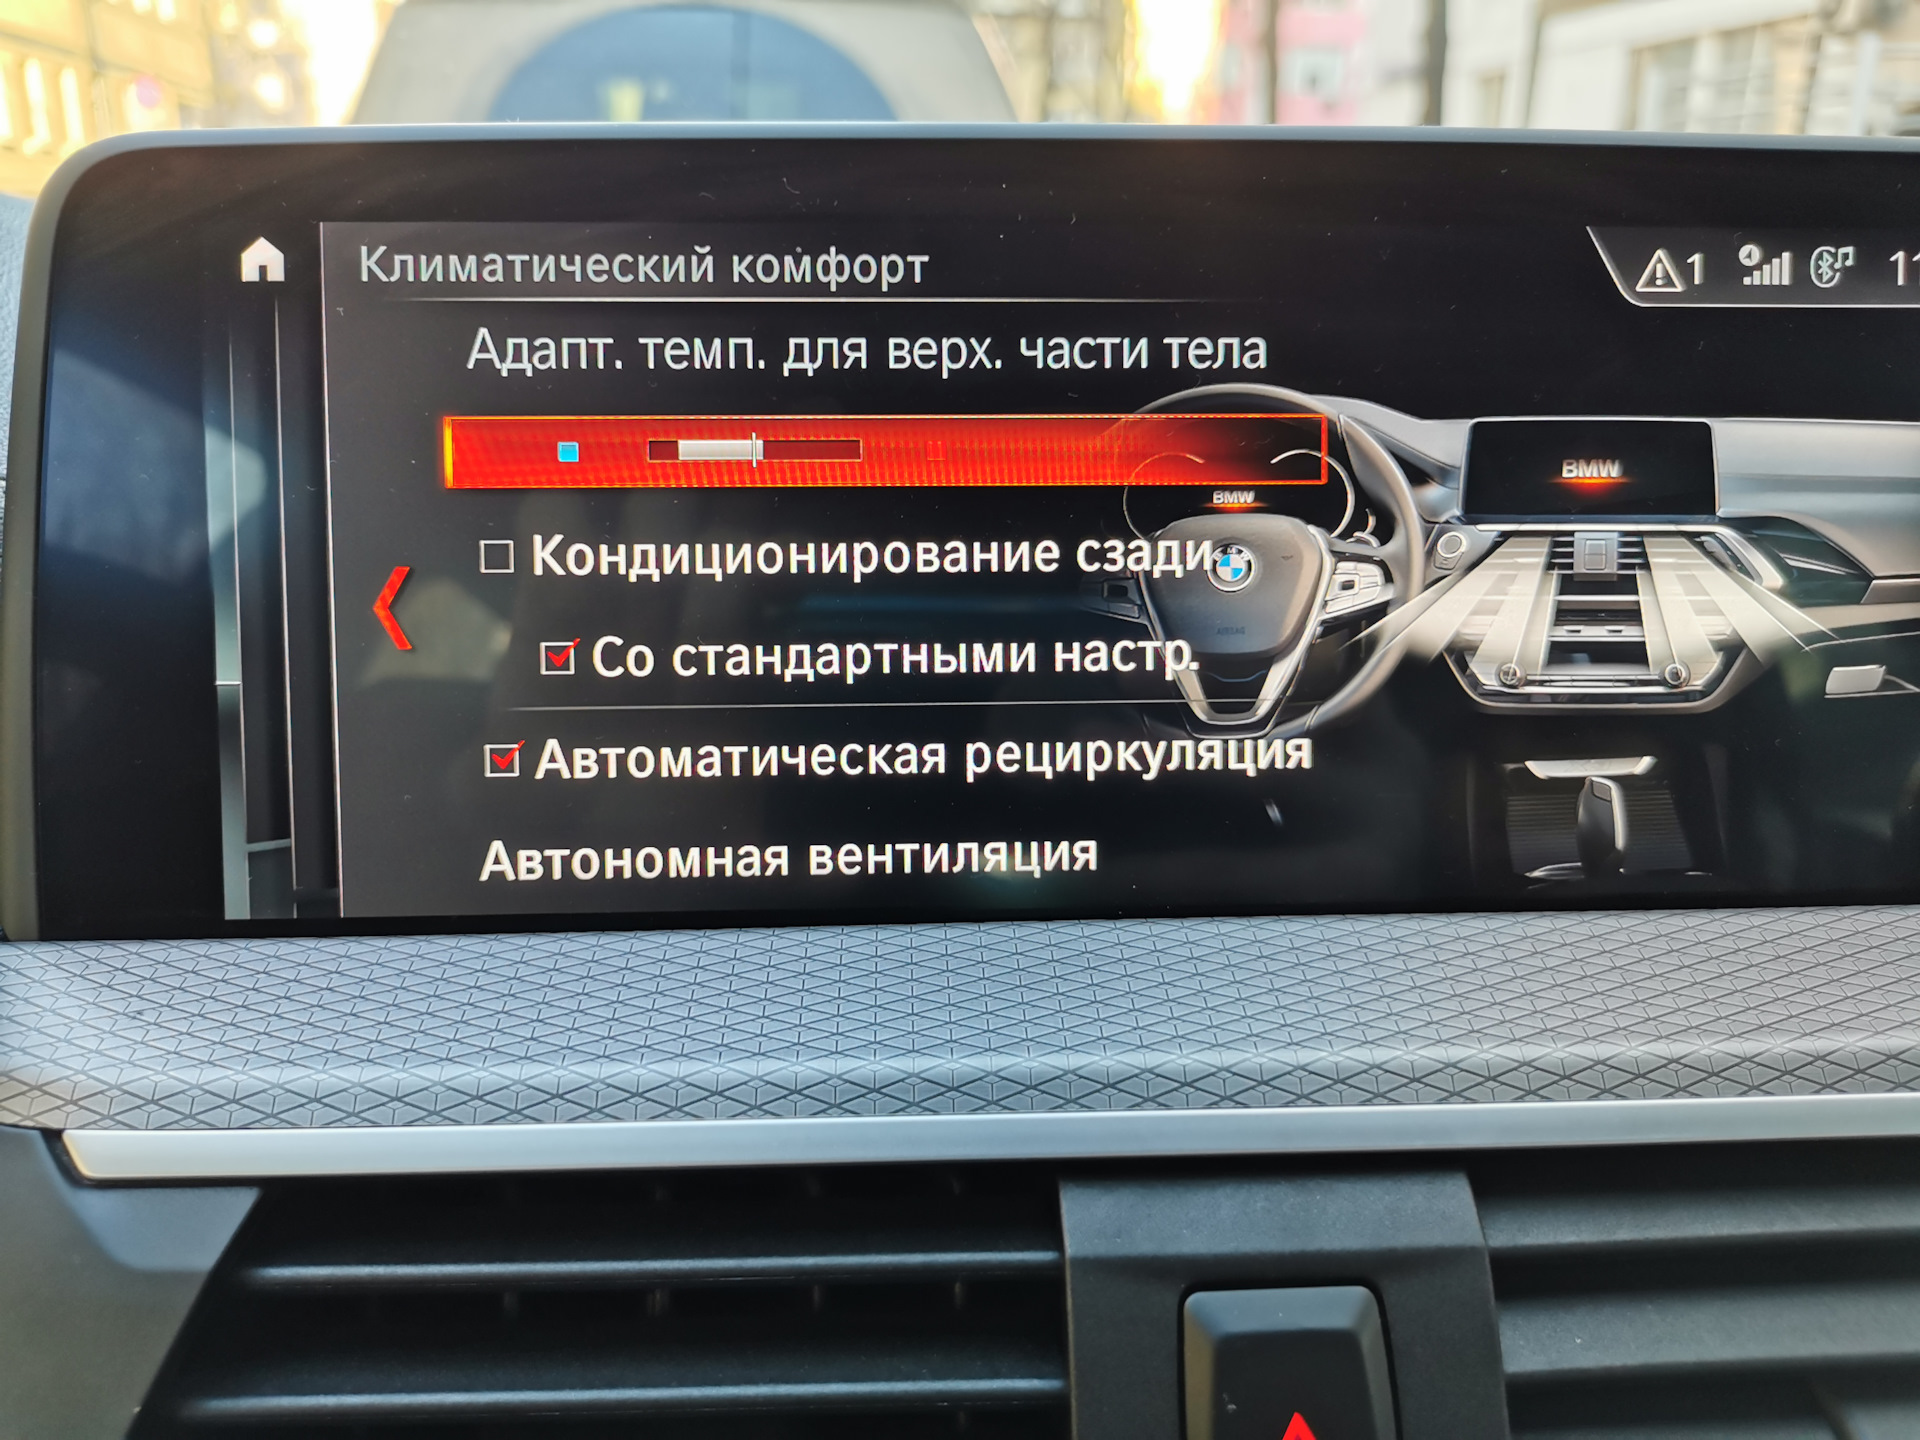 Климатический комфорт
1
Адапт. темп. для верх. части тела
BMW
BMW
Кондиционирование сзади
Со стандартными настр.
Автоматическая рециркуляция
Автономная вентиляция